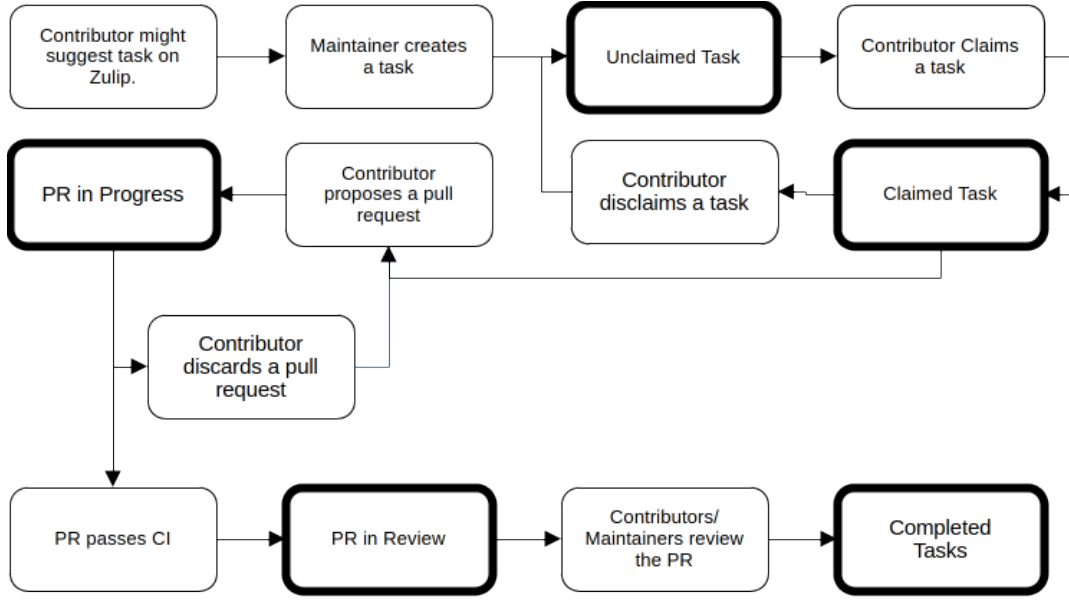 Contributor might
suggest task on
Zulip.
Maintainer creates
a task
Unclaimed Task
Contributor Claims
a task
PR in Progress
Contributor
proposes a pull
request
Contributor
disclaims a task
Claimed Task
Contributor
discards a pull
request
PR passes CI
PR in Review
Contributors/
Maintainers review
the PR
Completed
Tasks